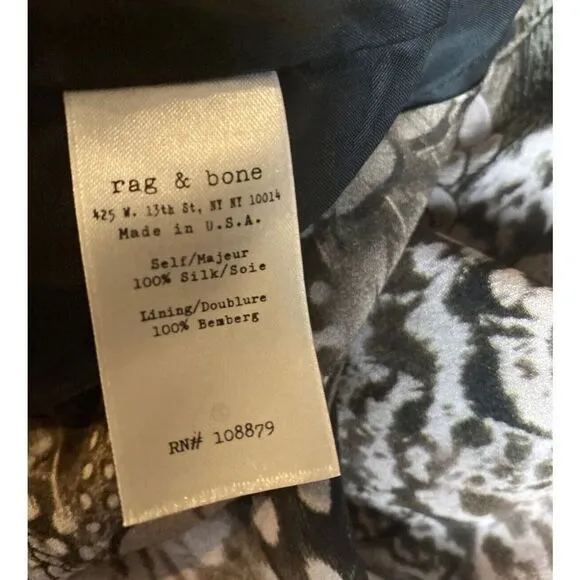 rag & bone
425 W. 13th St, NY NY 10014
Made in U.S.A.
Self/Majeur
100% Silk/Soie
Lining/Doublure
100% Bemberg
RN# 108879